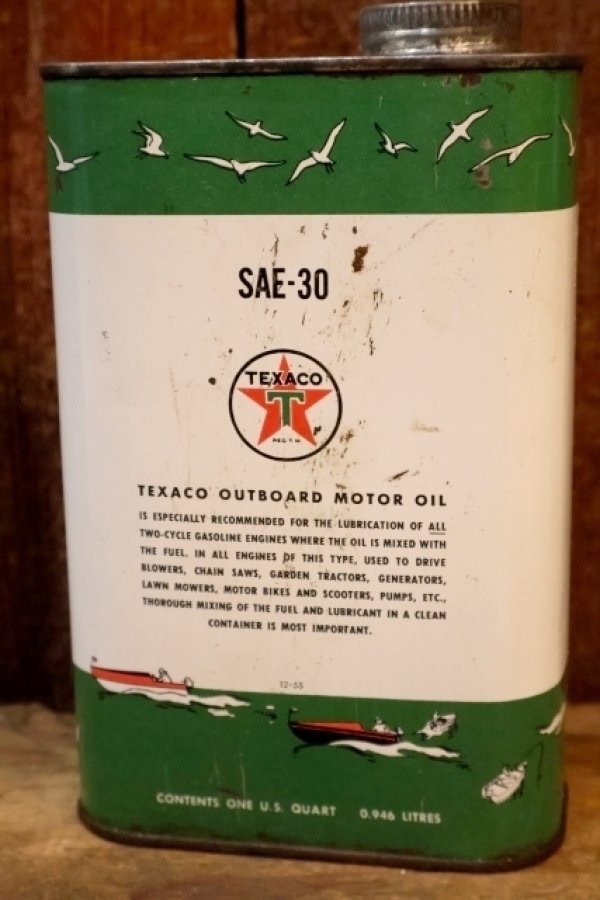 SAE-30
TEXACO
T
REG. T. M.
TEXACO OUTBOARD MOTOR OIL
IS ESPECIALLY RECOMMENDED FOR THE LUBRICATION OF ALL
TWO-CYCLE GASOLINE ENGINES WHERE THE OIL IS MIXED WITH
THE FUEL. IN ALL ENGINES OF THIS TYPE, USED TO DRIVE
BLOWERS, CHAIN SAWS, GARDEN TRACTORS, GENERATORS,
LAWN MOWERS, MOTOR BIKES AND SCOOTERS, PUMPS, ETC.,
THOROUGH MIXING OF THE FUEL AND LUBRICANT IN A CLEAN
CONTAINER IS MOST IMPORTANT.
12-55
CONTENTS ONE U.S. QUART 0.946 LITRES